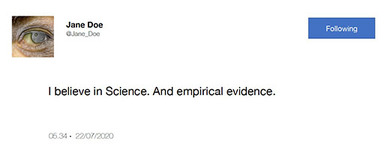 Jane Doe
@Jane_Doe
Following
I believe in Science. And empirical evidence.
05.34 • 22/07/2020